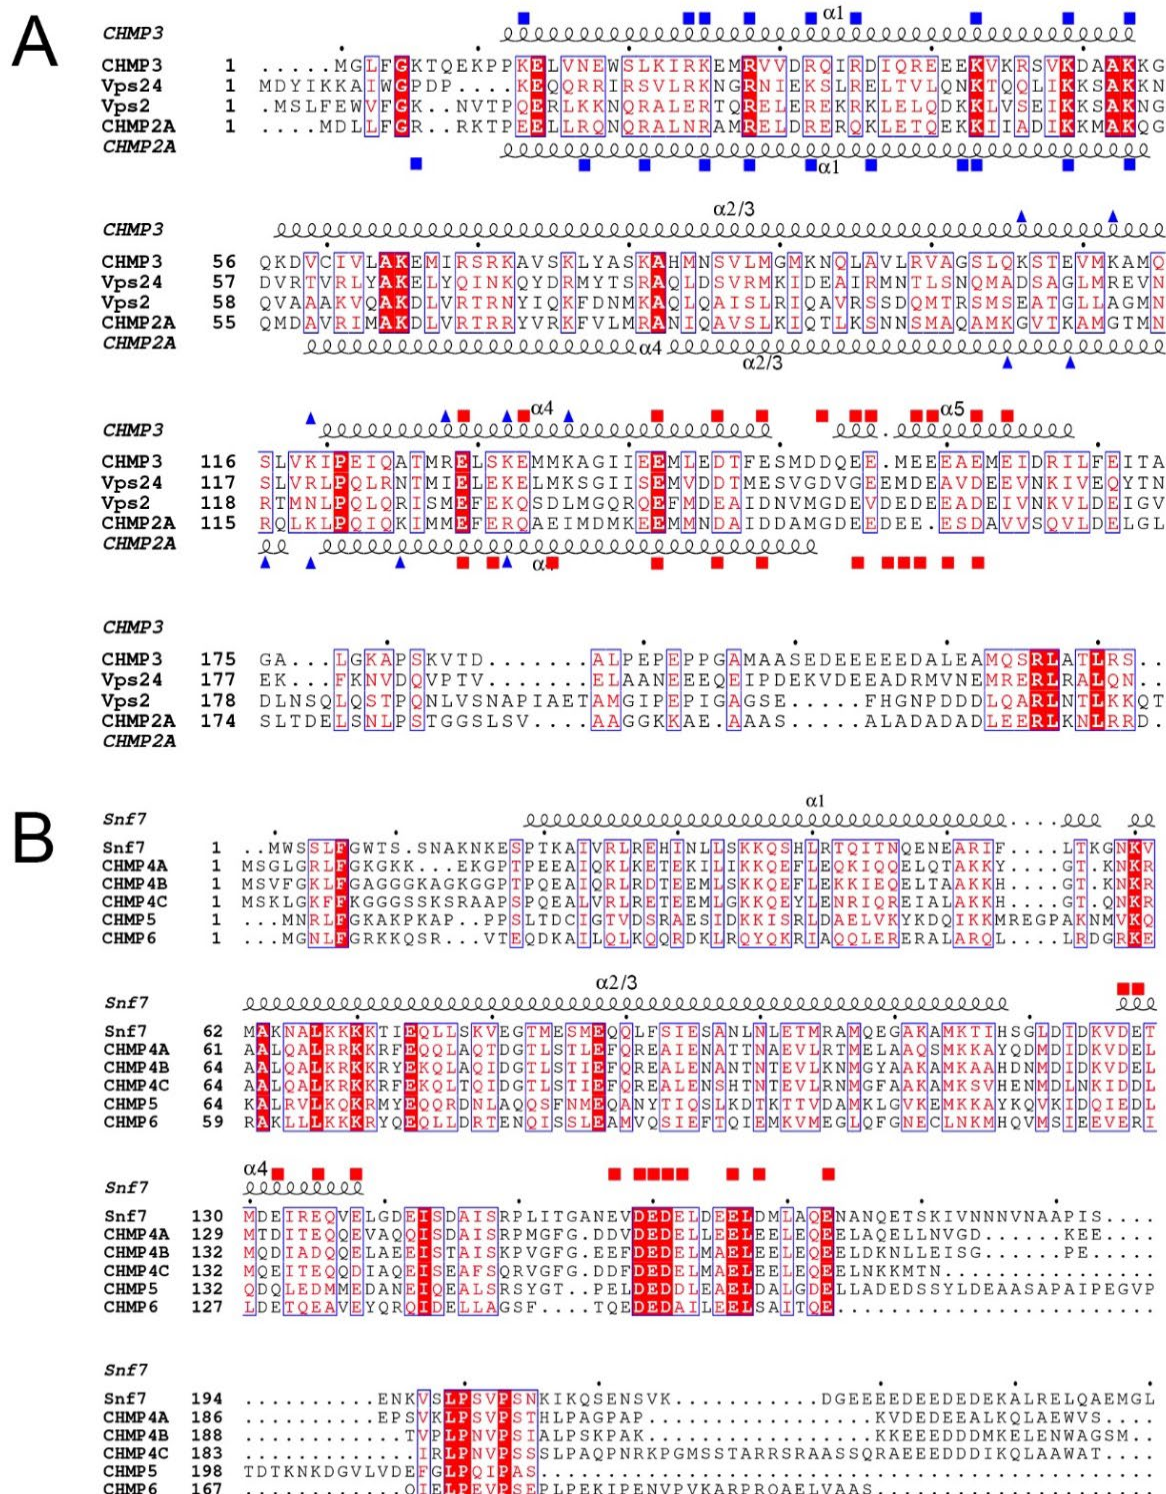 A
α1
CHMP3
CHMP3 1 .....MGLFGKTQEKPPKELVNEWSLKIRKEMRVVDRQIRDIQREEEKVKRSVKDAAKKG
Vps24 1 MDYIKKAIWGPDP..KEQQRRIRSVLRKNGRNIEKSLRELTVLQNKTQQLIKKSAKKN
Vps2 1 .MSLFEWVFGK..NVTPQERLKKNQRALERTQRELEREKRKLELQDKKLVSEIKKSAKNG
CHMP2A 1 ....MDLLFGR..RKTPEELLRQNQRALNRAMRELDRERQKLETQEKKIIADIKKMAKQG
CHMP2A
α1
α2/3
CHMP3
CHMP3 56 QKDVCIVLAKEMIRSRKAVSKLYASKAHMNSVLMGMKNQLAVLRVAGSLQKSTEVMKAMQ
Vps24 57 DVRTVRLYAKELYQINKQYDRMYTSRAQLDSVRMKIDEAIRMNTLSNQMADSAGLMREVN
Vps2 58 QVAAAKVQAKDLVRTRNYIQKFDNMKAQLQAISLRIQAVRSSDQMTRSMSEATGLLAGMN
CHMP2A 55 QMDAVRIMAKDLVRTRRYVRKFVLMRANIQAVSLKIQTLKSNNSMAQAMKGVTKAMGTMN
CHMP2A
α4
α2/3
α4 α5
CHMP3
CHMP3 116 SLVKIPEIQATMRELSKEMMKAGIIEEMLEDTFESMDDQEE.MEEEAEMEIDRILFEITA
Vps24 117 SLVRLPQLRNTMIELEKELMKSGIISEMVDDTMESVGDVGEEMDEAVDEEVNKIVEQYTN
Vps2 118 RTMNLPQLQRISMEFEKQSDLMGQRQEFMDEAIDNVMGDEVDEDEEADEIVNKVLDEIGV
CHMP2A 115 RQLKLPQIQKIMMEFERQAEIMDMKEEMMNDAIDDAMGDEEDEE.ESDAVVSQVLDELGL
CHMP2A
α4
CHMP3
CHMP3 175 GA...LGKAPSKVTD.......ALPEPEPPGAMAASEDEEEEEDALEAMQSRLATLRS..
Vps24 177 EK...FKNVDQVPTV.......ELAANEEEQEIPDEKVDEEADRMVNEMRERLRALQN..
Vps2 178 DLNSQLQSTPQNLVSNAPIAETAMGIPEPIGAGSE.....FHGNPDDDLQARLNTLKKQT
CHMP2A 174 SLTDELSNLPSTGGSLSV....AAGGKKAE.AAAS.....ALADADADLEERLKNLRRD.
CHMP2A
B
α1
Snf7
Snf7 1 ..MWSSLFGWTS.SNAKNKESPTKAIVRLREHINLLSKKQSHLRTQITNQENEARIF....LTKGNKV
CHMP4A 1 MSGLGRLFGKGKK...EKGPTPEEAIQKLKETEKILIKKQEFLEQKIQQELQTAKKY....GT.KNKR
CHMP4B 1 MSVFGKLFGAGGGKAGKGGPTPQEAIQRLRDTEEMLSKKQEFLEKKIEQELTAAKKH....GT.KNKR
CHMP4C 1 MSKLGKFFKGGGSSKSRAAPSPQEALVRLRETEEMLGKKQEYLENRIQREIALAKKH....GT.QNKR
CHMP5 1 ...MNRLFGKAKPKAP..PPSLTDCIGTVDSRAESIDKKISRLDAELVKYKDQIKKMREGPAKNMVKQ
CHMP6 1 ...MGNLFGRKKQSR...VTEQDKAILQLKQQRDKLRQYQKRIAQQLERERALARQL....LRDGRKE
α2/3
Snf7
Snf7 62 MAKNALKKKKTIEQLLSKVEGTMESMEQQLFSIESANLNLETMRAMQEGAKAMKTIHSGLDIDKVDET
CHMP4A 61 AALQALRRKKRFEQQLAQTDGTLSTLEFQREAIENATTNAEVLRTMELAAQSMKKAYQDMDIDKVDEL
CHMP4B 64 AALQALKRKKRYEKQLAQIDGTLSTIEFQREALENANTNTEVLKNMGYAAKAMKAAHDNMDIDKVDEL
CHMP4C 64 AALQALKRKKRFEKQLTQIDGTLSTIEFQREALENSHTNTEVLRNMGFAAKAMKSVHENMDLNKIDDL
CHMP5 64 KALRVLKQKRMYEQQRDNLAQQSFNMEQANYTIQSLKDTKTTVDAMKLGVKEMKKAYKQVKIDQIEDL
CHMP6 59 RAKLLLKKKRYQEQLLDRTENQISSLEAMVQSIEFTQIEMKVMEGLQFGNECLNKMHQVMSIEEVERI
α4
Snf7
Snf7 130 MDEIREQVELGDEISDAISRPLITGANEVDEDELDEELDMLAQENANQETSKIVNNNVNAAPIS....
CHMP4A 129 MTDITEQQEVAQQISDAISRPMGFG.DDVDEDELLEELEELEQEELAQELLNVGD......KEE....
CHMP4B 132 MQDIADQQELAEEISTAISKPVGFG.EEFDEDELMAELEELEQEELDKNLLEISG......PE.....
CHMP4C 132 MQEITEQQDIAQEISEAFSQRVGFG.DDFDEDELMAELEELEQEELNKKMTN................
CHMP5 132 QDQLEDMMEDANEIQEALSRSYGT..PELDEDDLEAELDALGDELLADEDSSYLDEAASAPAIPEGVP
CHMP6 127 LDETQEAVEYQRQIDELLAGSF....TQEDEDAILEELSAITQE........................
Snf7
Snf7 194 ..........ENKVSLPSVPSNKIKQSENSVK...........DGEEEEDEEDEDEKALRELQAEMGL
CHMP4A 186 ..........EPSVKLPSVPSTHLPAGPAP.................KVDEDEEALKQLAEWVS....
CHMP4B 188 ............TVPLPNVPSIALPSKPAK.................KKEEEDDDMKELENWAGSM..
CHMP4C 183 .............IRLPNVPSSSLPAQPNRKPGMSSTARRSRAASSQRAEEEDDDIKQLAAWAT....
CHMP5 198 TDTKNKDGVLVDEFGLPQIPAS..............................................
CHMP6 167 ............QIELPEVPSEPLPEKIPENVPVKARPRQAELVAAS.....................